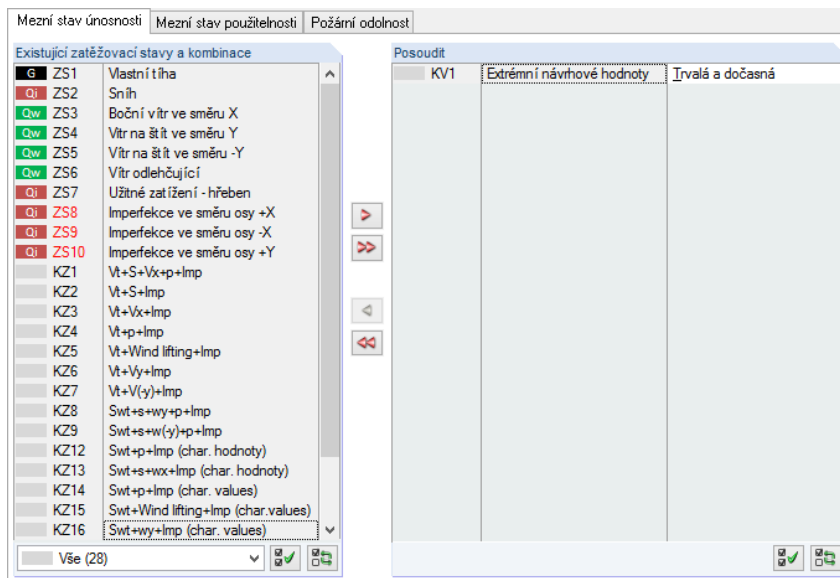 Mezní stav únosnosti Mezní stav použitelnosti Požární odolnost
Existující zatěžovací stavy a kombinace
G ZS1 Vlastní tíha
Qi ZS2 Sníh
Qw ZS3 Boční vítr ve směru X
Qw ZS4 Vítr na štít ve směru Y
Qw ZS5 Vítr na štít ve směru -Y
Qw ZS6 Vítr odlehčující
Qi ZS7 Užitné zatížení - hřeben
Qi ZS8 Imperfekce ve směru osy +X
Qi ZS9 Imperfekce ve směru osy -X
Qi ZS10 Imperfekce ve směru osy +Y
KZ1 Vt+S+Vx+p+Imp
KZ2 Vt+S+Imp
KZ3 Vt+Vx+Imp
KZ4 Vt+p+Imp
KZ5 Vt+Wind lifting+Imp
KZ6 Vt+Vy+Imp
KZ7 Vt+V(-y)+Imp
KZ8 Swt+s+wy+p+Imp
KZ9 Swt+s+w(-y)+p+Imp
KZ12 Swt+p+Imp (char. hodnoty)
KZ13 Swt+s+wx+Imp (char. hodnoty)
KZ14 Swt+p+Imp (char. values)
KZ15 Swt+Wind lifting+Imp (char.values)
KZ16 Swt+wy+Imp (char. values)
Vše (28)
Posoudit
KV1 Extrémní návrhové hodnoty Trvalá a dočasná